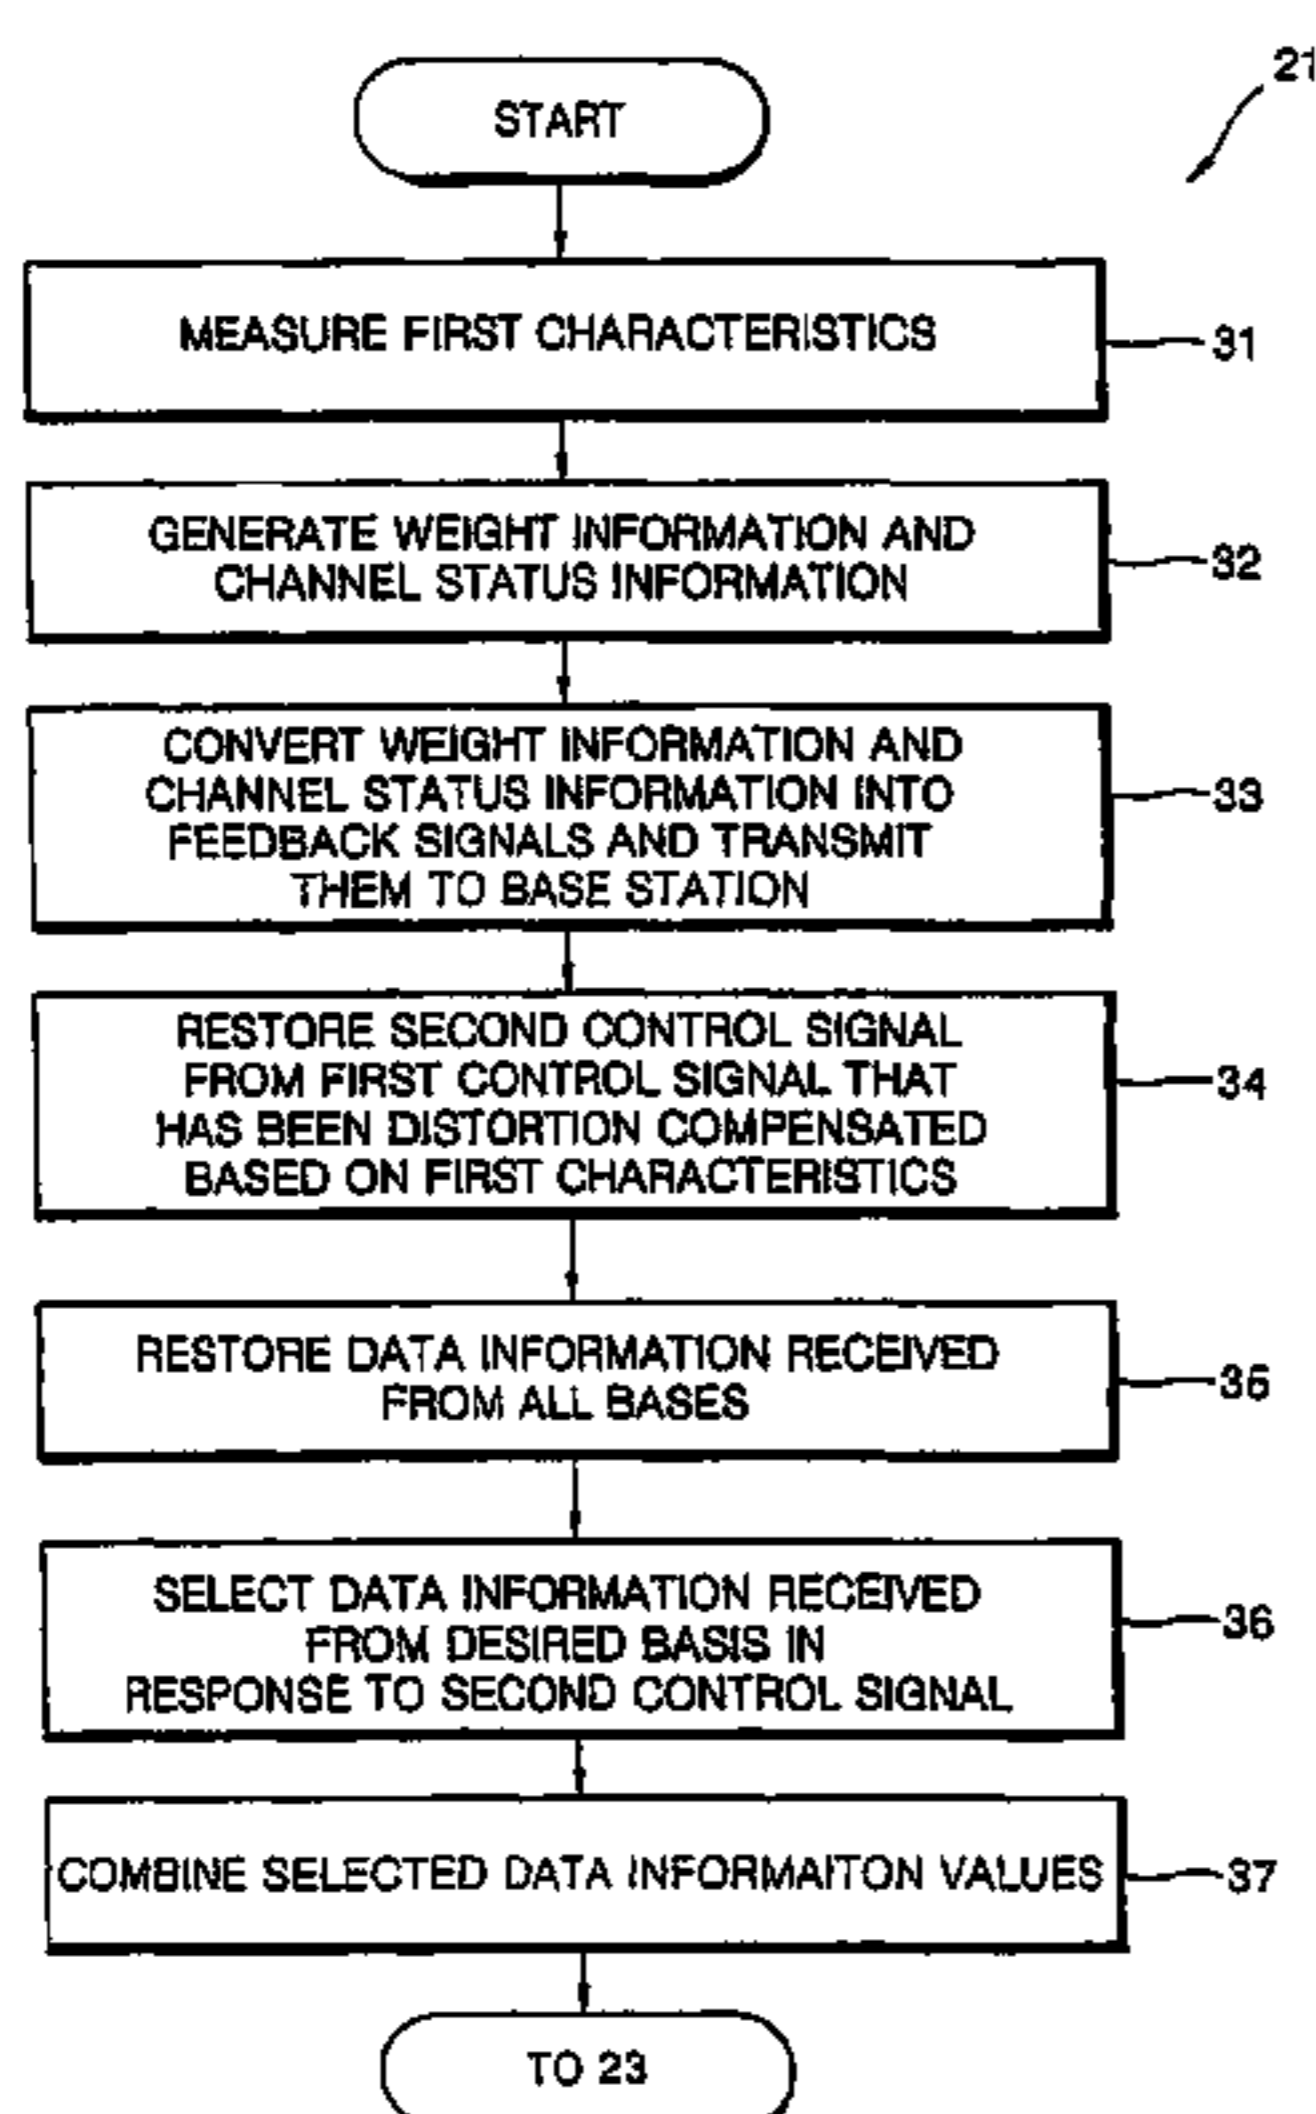 21
START
MEASURE FIRST CHARACTERISTICS
31
GENERATE WEIGHT INFORMATION AND
CHANNEL STATUS INFORMATION
32
CONVERT WEIGHT INFORMATION AND
CHANNEL STATUS INFORMATION INTO
FEEDBACK SIGNALS AND TRANSMIT
THEM TO BASE STATION
33
RESTORE SECOND CONTROL SIGNAL
FROM FIRST CONTROL SIGNAL THAT
HAS BEEN DISTORTION COMPENSATED
BASED ON FIRST CHARACTERISTICS
34
RESTORE DATA INFORMATION RECEIVED
FROM ALL BASES
35
SELECT DATA INFORMATION RECEIVED
FROM DESIRED BASIS IN
RESPONSE TO SECOND CONTROL SIGNAL
36
COMBINE SELECTED DATA INFORMAITON VALUES
37
TO 23